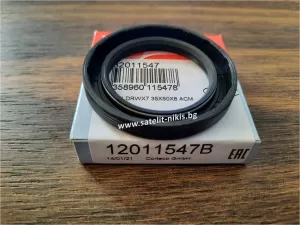 12011547
358960 115478
DRWX7 35X50X8 ACM
www.satelit-nikis.bg
12011547B
14/01/21 Corteco GmbH
EAC